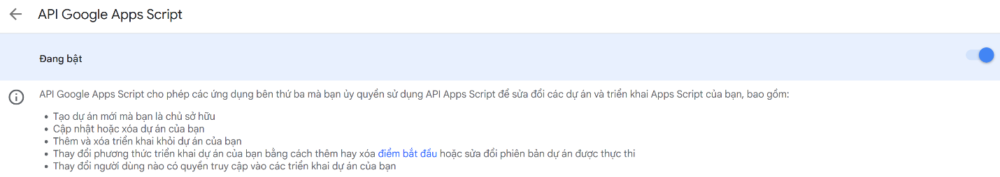 API Google Apps Script
Đang bật
API Google Apps Script cho phép các ứng dụng bên thứ ba mà bạn ủy quyền sử dụng API Apps Script để sửa đổi các dự án và triển khai Apps Script của bạn, bao gồm:
Tạo dự án mới mà bạn là chủ sở hữu
Cập nhật hoặc xóa dự án của bạn
Thêm và xóa triển khai khỏi dự án của bạn
Thay đổi phương thức triển khai dự án của bạn bằng cách thêm hay xóa điểm bắt đầu hoặc sửa đổi phiên bản dự án được thực thi
Thay đổi người dùng nào có quyền truy cập vào các triển khai dự án của bạn